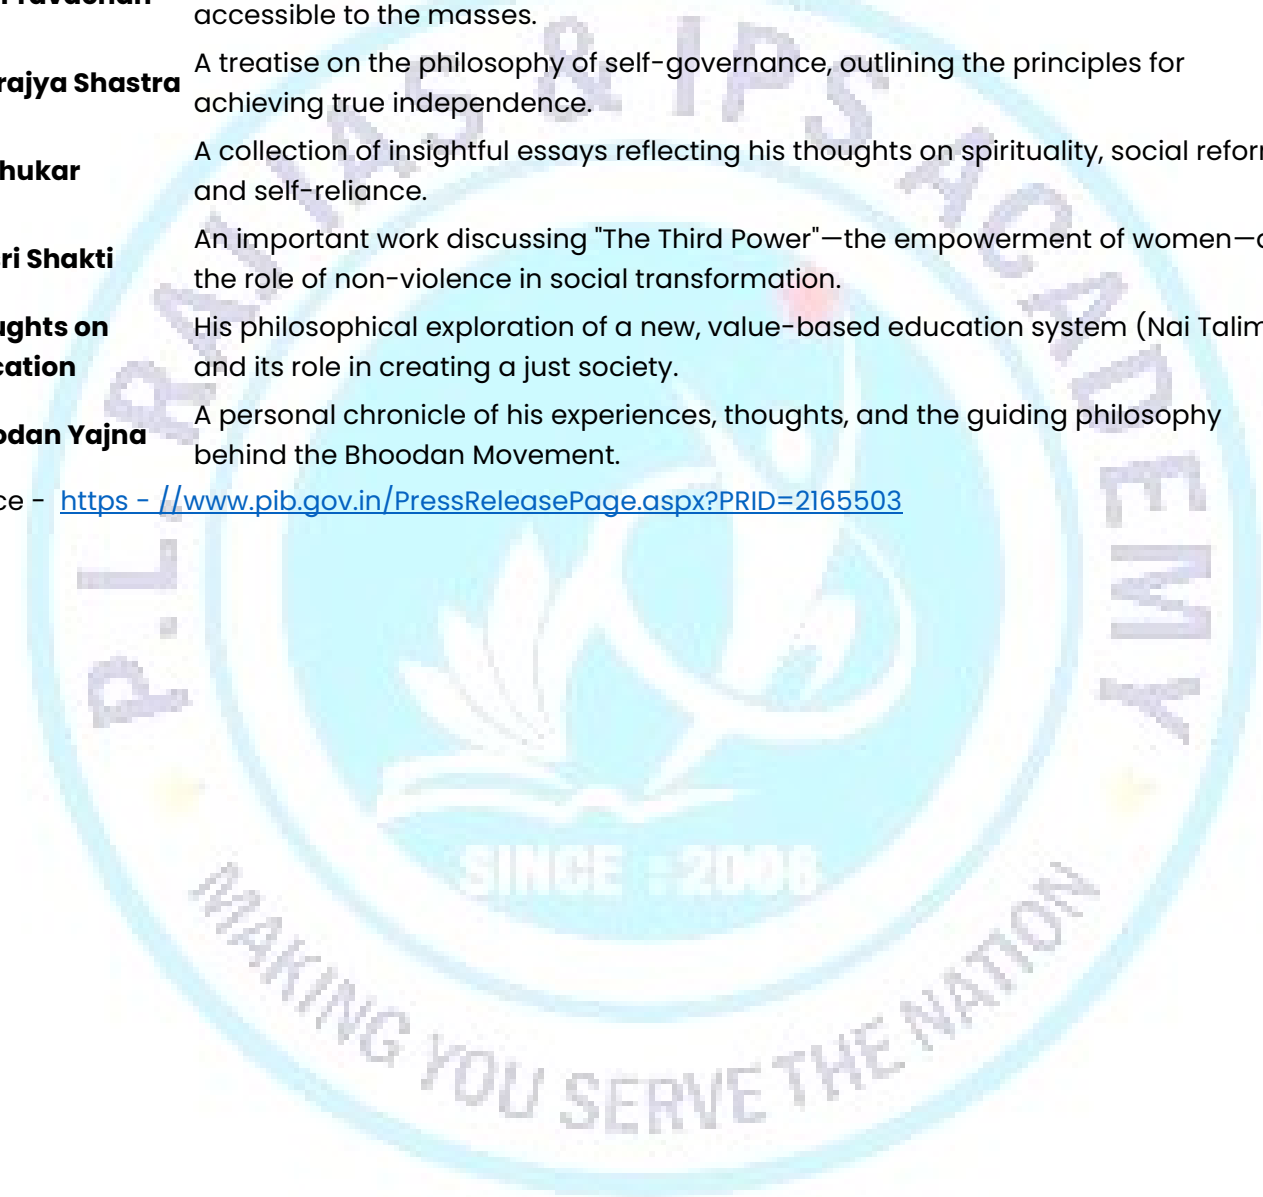 accessible to the masses.
rajya Shastra A treatise on the philosophy of self-governance, outlining the principles for
achieving true independence.
hukar A collection of insightful essays reflecting his thoughts on spirituality, social refor
and self-reliance.
ri Shakti An important work discussing "The Third Power"—the empowerment of women—
the role of non-violence in social transformation.
ughts on His philosophical exploration of a new, value-based education system (Nai Talim
cation and its role in creating a just society.
odan Yajna A personal chronicle of his experiences, thoughts, and the guiding philosophy
behind the Bhoodan Movement.
ce - https - //www.pib.gov.in/PressReleasePage.aspx?PRID=2165503
P.L. RAJ IAS & IPS ACADEMY
SINCE : 2006
MAKING YOU SERVE THE NATION